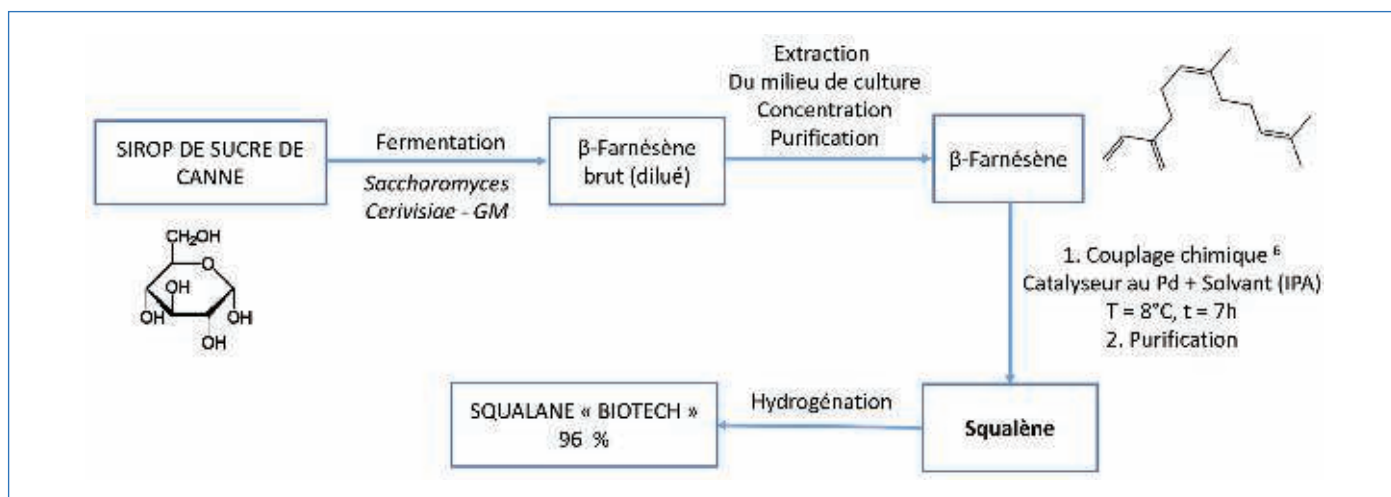 SIROP DE SUCRE DE
CANNE
Fermentation
Saccharomyces
Cerivisiae - GM
β-Farnésène
brut (dilué)
Extraction
Du milieu de culture
Concentration
Purification
β-Farnésène
CH₂OH
O
OH
OH
OH
OH
1. Couplage chimique ⁶
Catalyseur au Pd + Solvant (IPA)
T = 8°C, t = 7h
2. Purification
Squalène
Hydrogénation
SQUALANE « BIOTECH »
96 %